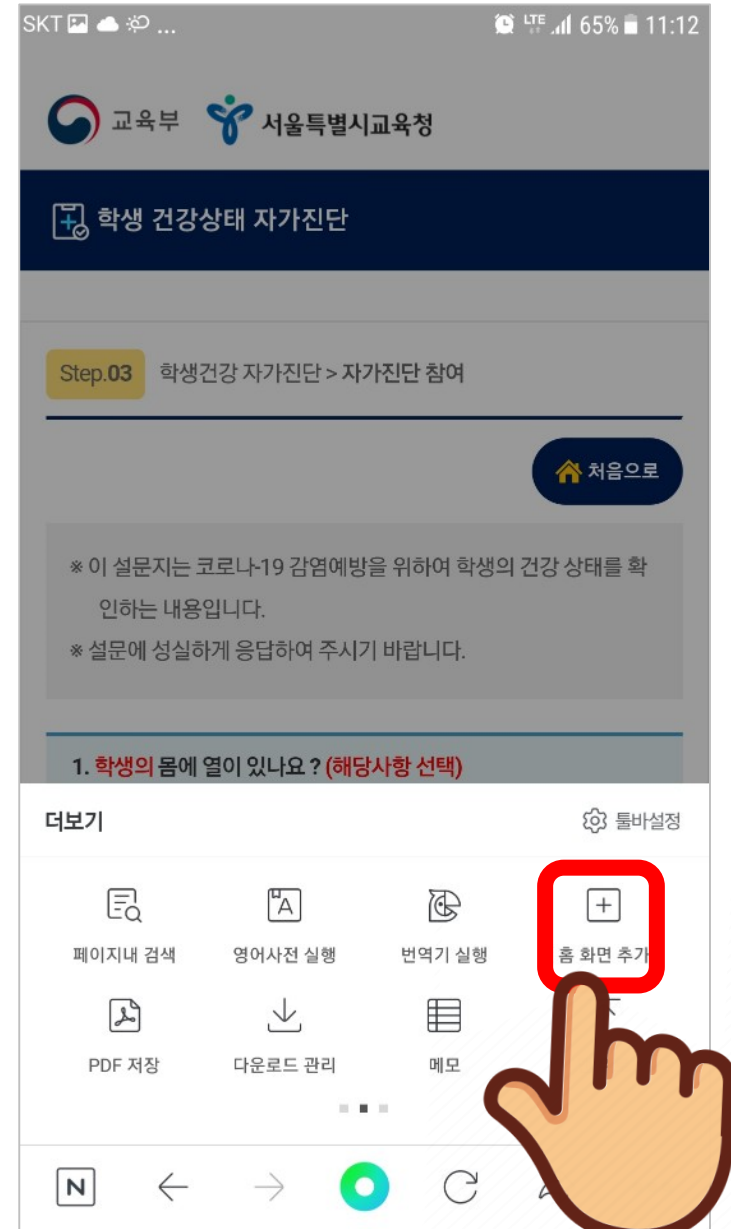 SKT ... LTE 65% 11:12
교육부 서울특별시교육청
학생 건강상태 자가진단
Step.03 학생건강 자가진단 > 자가진단 참여
처음으로
※ 이 설문지는 코로나-19 감염예방을 위하여 학생의 건강 상태를 확
인하는 내용입니다.
※ 설문에 성실하게 응답하여 주시기 바랍니다.
1. 학생의 몸에 열이 있나요 ? (해당사항 선택)
더보기 툴바설정
페이지내 검색 영어사전 실행 번역기 실행 홈 화면 추가
PDF 저장 다운로드 관리 메모
N